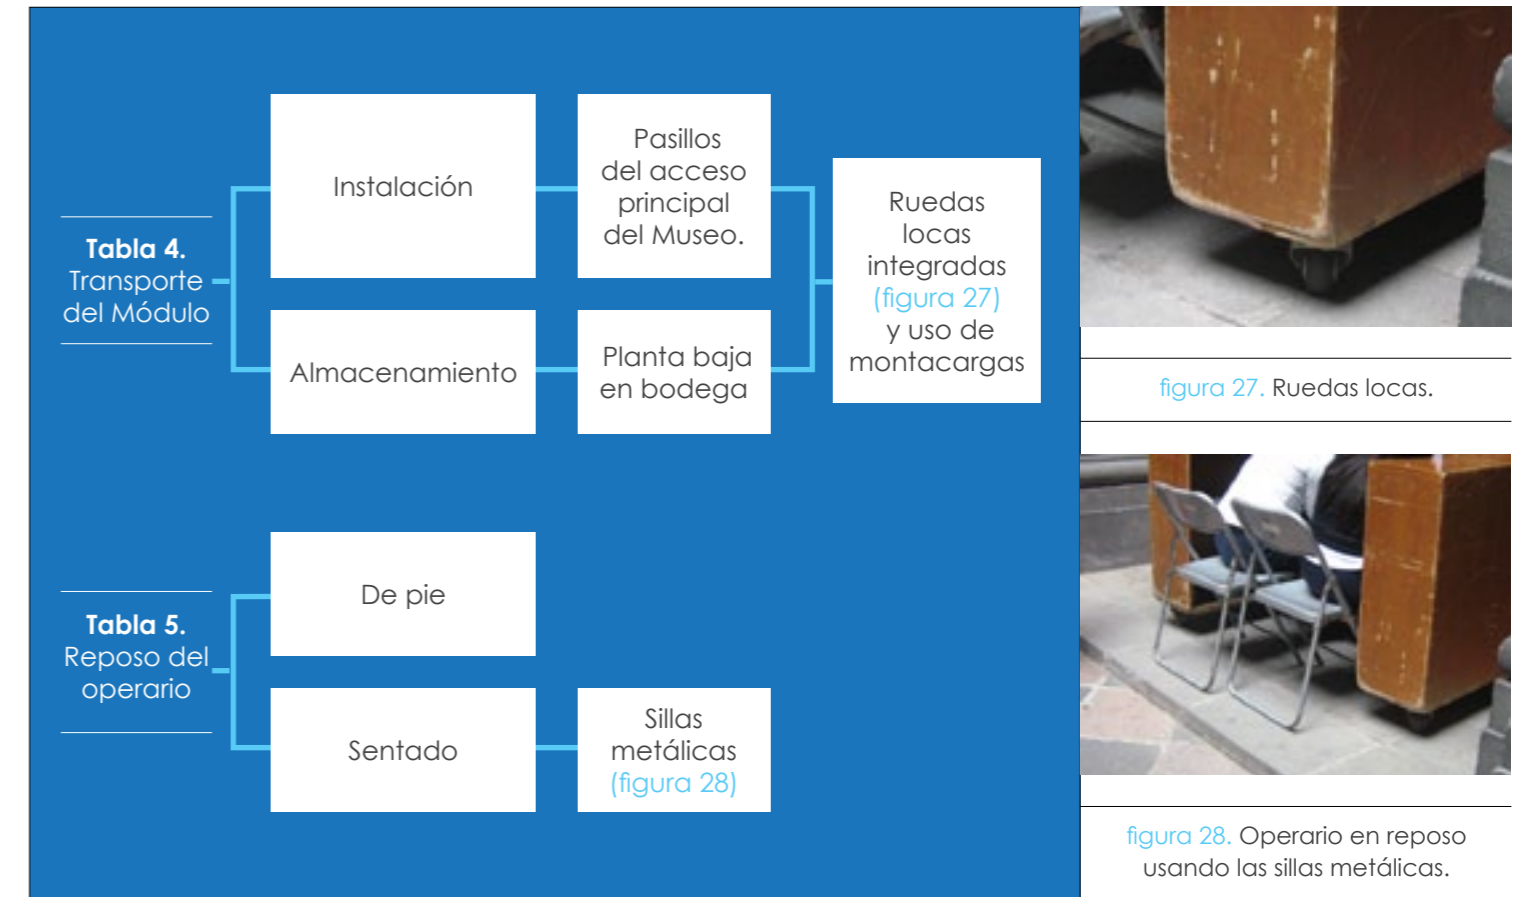 Tabla 4.
Transporte
del Módulo
Instalación
Pasillos
del acceso
principal
del Museo.
Almacenamiento
Planta baja
en bodega
Ruedas
locas
integradas
(figura 27)
y uso de
montacargas
figura 27. Ruedas locas.
Tabla 5.
Reposo del
operario
De pie
Sentado
Sillas
metálicas
(figura 28)
figura 28. Operario en reposo
usando las sillas metálicas.